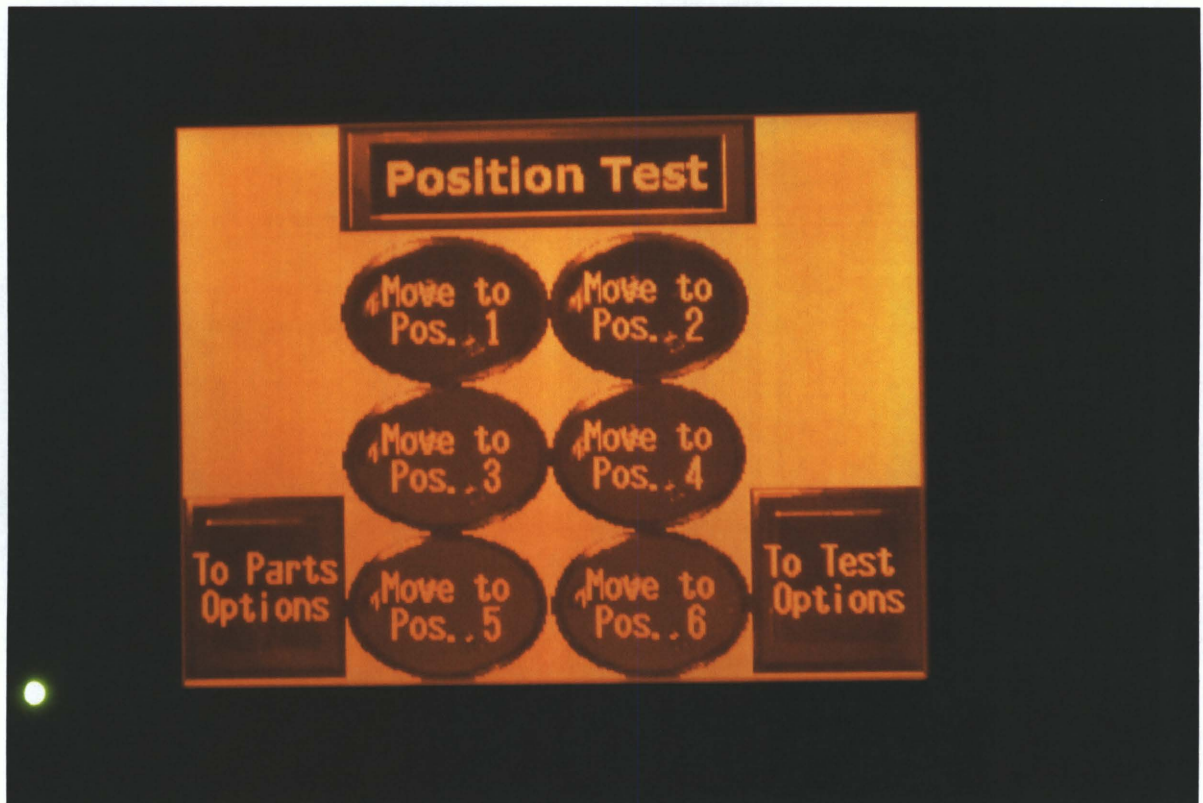 Position Test
Move to
Pos. 1
Move to
Pos. 2
Move to
Pos. 3
Move to
Pos. 4
To Parts
Options
Move to
Pos. 5
Move to
Pos. 6
To Test
Options